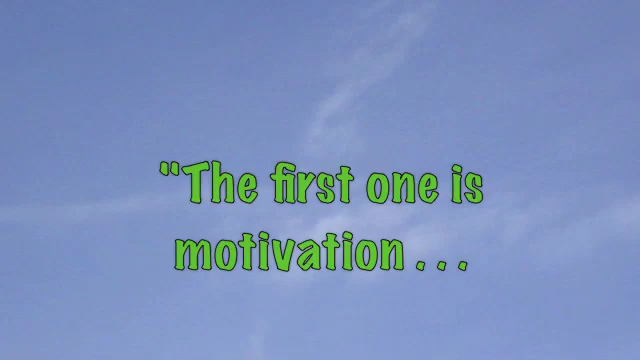 "The first one is
motivation . . .